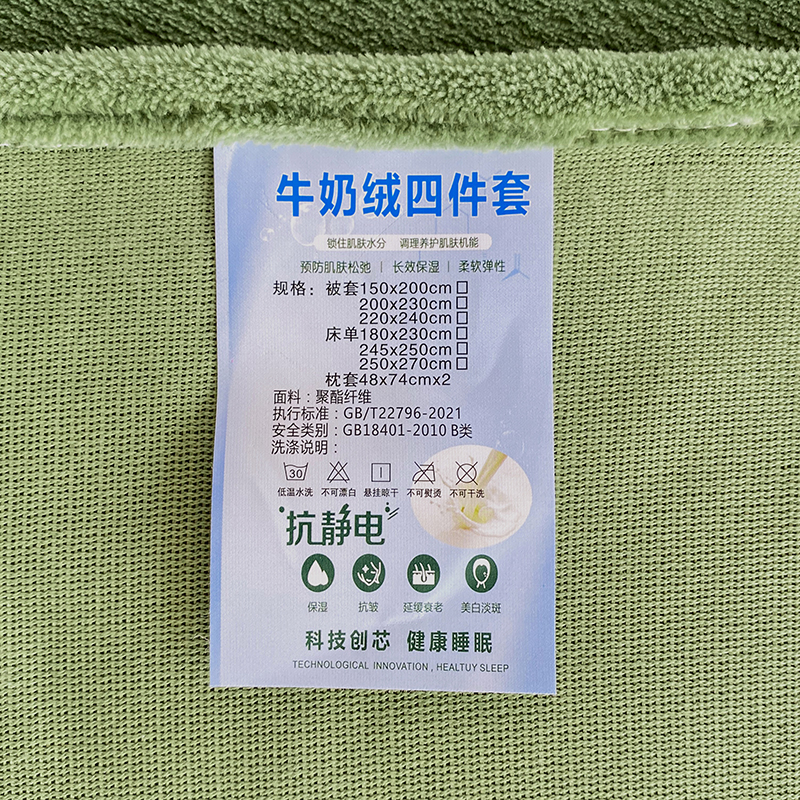 牛奶绒四件套
锁住肌肤水分 调理养护肌肤机能
预防肌肤松弛 | 长效保湿 | 柔软弹性
规格：被套150x200cm□
200x230cm□
220x240cm□
床单180x230cm□
245x250cm□
250x270cm□
枕套48x74cmx2
面料：聚酯纤维
执行标准：GB/T22796-2021
安全类别：GB18401-2010 B类
洗涤说明：
30
低温水洗 不可漂白 悬挂晾干 不可熨烫 不可干洗
抗静电
保湿 抗皱 延缓衰老 美白淡斑
科技创芯 健康睡眠
TECHNOLOGICAL INNOVATION , HEALTUY SLEEP